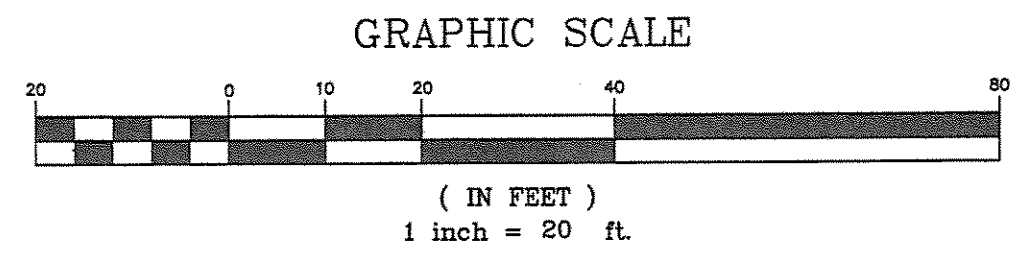 GRAPHIC SCALE
20 0 10 20 40 80
( IN FEET )
1 inch = 20 ft.